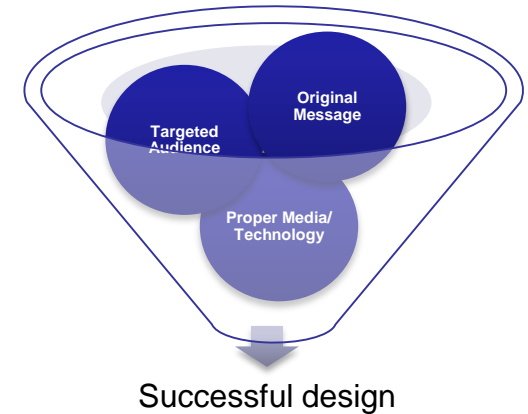 Original
Message
Targeted
Audience
Proper Media/
Technology
Successful design